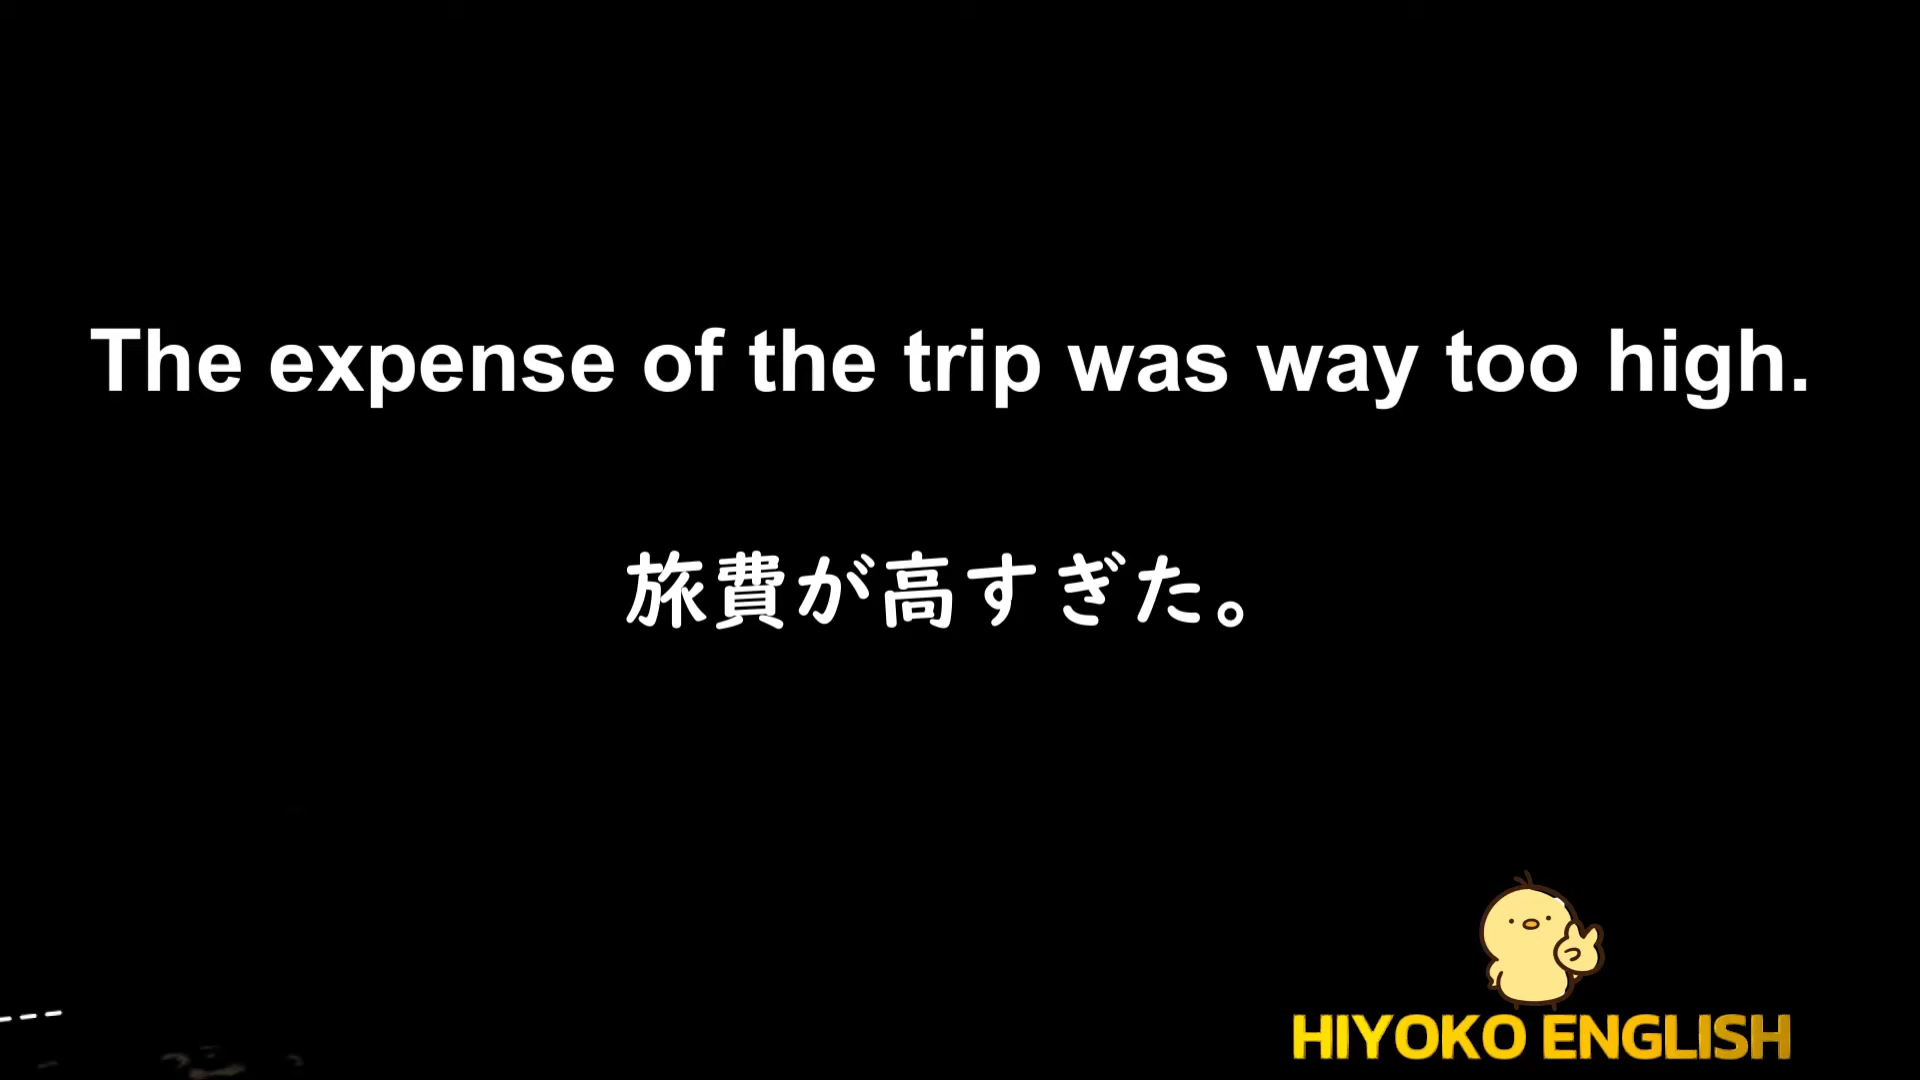 The expense of the trip was way too high.
旅費が高すぎた。
HIYOKO ENGLISH